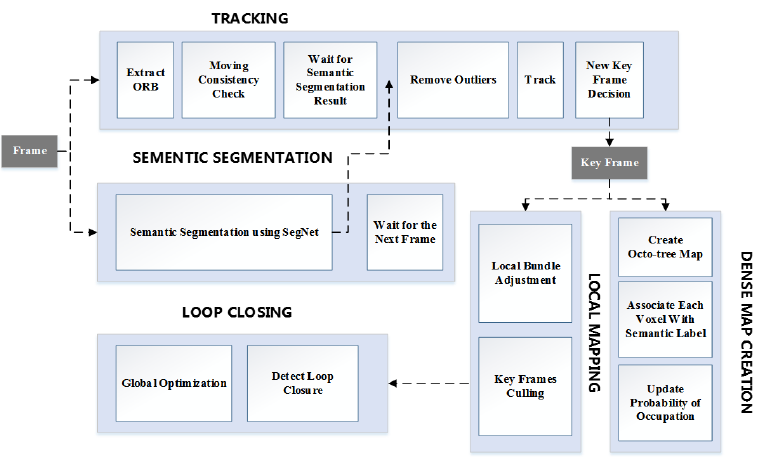 TRACKING
Extract
ORB
Moving
Consistency
Check
Wait for
Semantic
Segmentation
Result
Remove Outliers
Track
New Key
Frame
Decision
Frame
SEMENTIC SEGMENTATION
Key Frame
Semantic Segmentation using SegNet
Wait for the
Next Frame
LOOP CLOSING
Global Optimization
Detect Loop
Closure
Local Bundle
Adjustment
Key Frames
Culling
LOCAL MAPPING
Create
Octo-tree Map
Associate Each
Voxel With
Semantic Label
Update
Probability of
Occupation
DENSE MAP CREATION